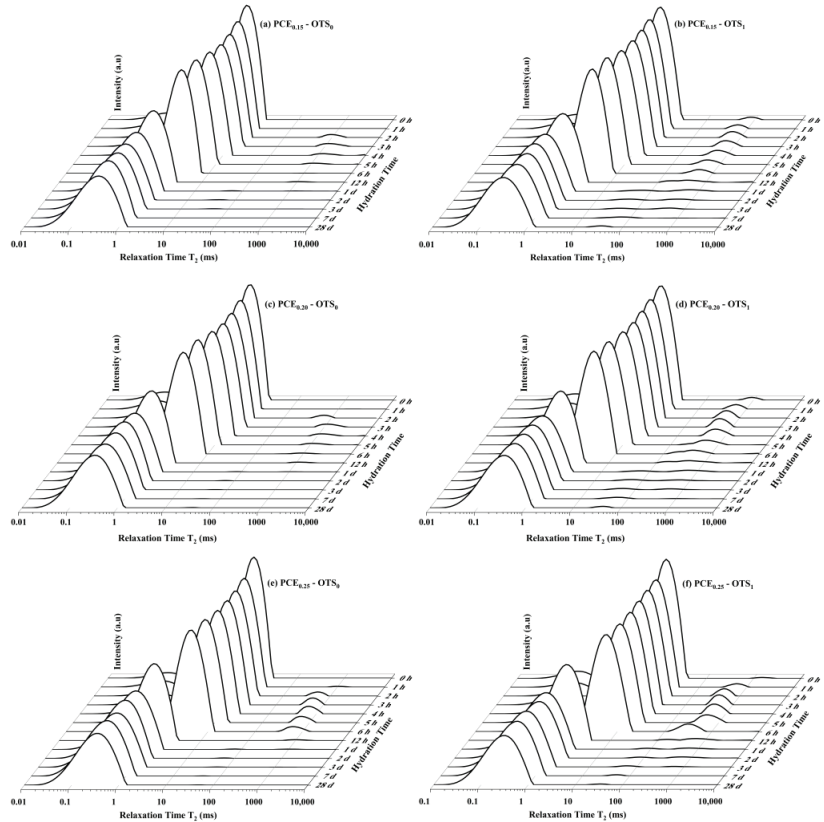 (a) PCE0.15 - OTS0
Intensity (a.u)
0 h
1 h
2 h
3 h
4 h
5 h
6 h
12 h
1 d
2 d
3 d
7 d
28 d
Hydration Time
0.01 0.1 1 10 100 1000 10,000
Relaxation Time T2 (ms)
(b) PCE0.15 - OTS1
Intensity(a.u)
0 h
1 h
2 h
3 h
4 h
5 h
6 h
12 h
1 d
2 d
3 d
7 d
28 d
Hydration Time
0.01 0.1 1 10 100 1000 10,000
Relaxation Time T2 (ms)
(c) PCE0.20 - OTS0
Intensity (a.u)
0 h
1 h
2 h
3 h
4 h
5 h
6 h
12 h
1 d
2 d
3 d
7 d
28 d
Hydration Time
0.01 0.1 1 10 100 1000 10,000
Relaxation Time T2 (ms)
(d) PCE0.20 - OTS1
Intensity (a.u)
0 h
1 h
2 h
3 h
4 h
5 h
6 h
12 h
1 d
2 d
3 d
7 d
28 d
Hydration Time
0.01 0.1 1 10 100 1000 10,000
Relaxation Time T2 (ms)
(e) PCE0.25 - OTS0
Intensity (a.u)
0 h
1 h
2 h
3 h
4 h
5 h
6 h
12 h
1 d
2 d
3 d
7 d
28 d
Hydration Time
0.01 0.1 1 10 100 1000 10,000
Relaxation Time T2 (ms)
(f) PCE0.25 - OTS1
Intensity (a.u)
0 h
1 h
2 h
3 h
4 h
5 h
6 h
12 h
1 d
2 d
3 d
7 d
28 d
Hydration Time
0.1 0.1 1 10 100 1000 10,000
Relaxation Time T2 (ms)